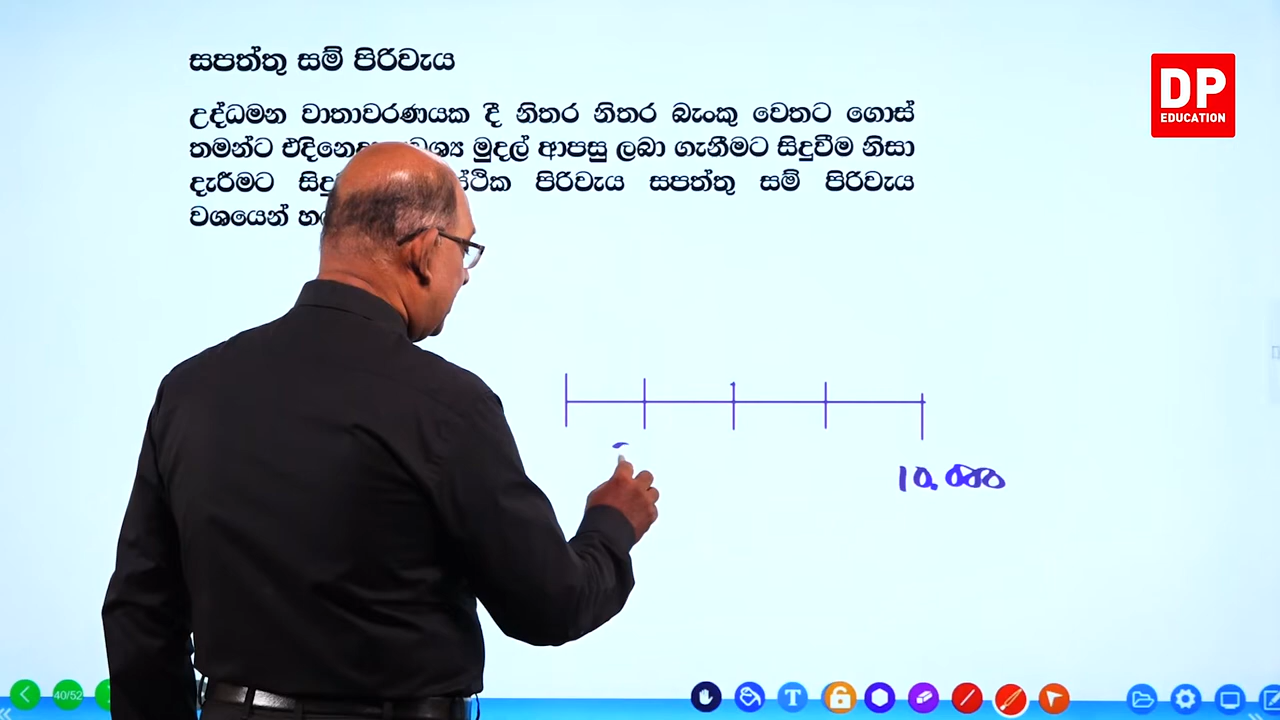 සපත්තු සම් පිරිවැය
DP
EDUCATION
උද්ධමන වාතාවරණයක දී නිතර නිතර බැංකු වෙතට ගොස්
තමන්ට මුදල් ආපසු ලබා ගැනීමට සිදුවීම නිසා
දැරීමට පිරිවැය සපත්තු සම් පිරිවැය
වශයෙන්
10.000
40/52